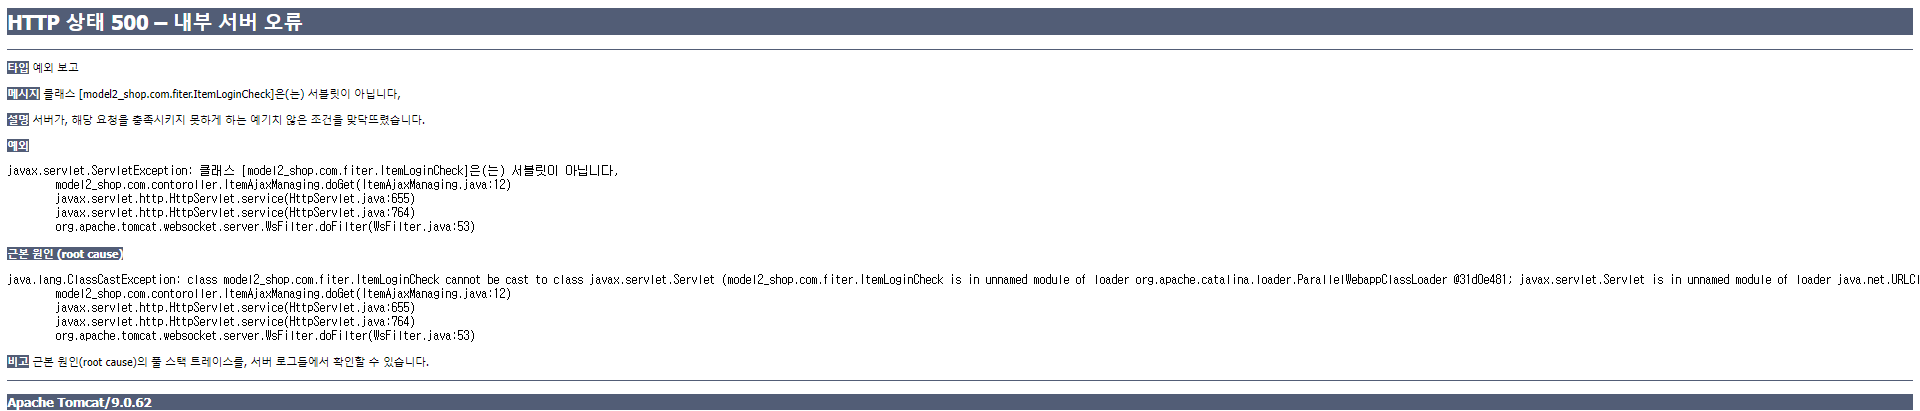 HTTP 상태 500 – 내부 서버 오류
타입 예외 보고
메시지 클래스 [model2_shop.com.fiter.ItemLoginCheck]은(는) 서블릿이 아닙니다,
설명 서버가, 해당 요청을 충족시키지 못하게 하는 예기치 않은 조건을 맞닥뜨렸습니다.
예외
javax.servlet.ServletException: 클래스 [model2_shop.com.fiter.ItemLoginCheck]은(는) 서블릿이 아닙니다,
model2_shop.com.contoroller.ItemAjaxManaging.doGet(ItemAjaxManaging.java:12)
javax.servlet.http.HttpServlet.service(HttpServlet.java:655)
javax.servlet.http.HttpServlet.service(HttpServlet.java:764)
org.apache.tomcat.websocket.server.WsFilter.doFilter(WsFilter.java:53)
근본 원인 (root cause)
java.lang.ClassCastException: class model2_shop.com.fiter.ItemLoginCheck cannot be cast to class javax.servlet.Servlet (model2_shop.com.fiter.ItemLoginCheck is in unnamed module of loader org.apache.catalina.loader.ParallelWebappClassLoader @31d0e481; javax.servlet.Servlet is in unnamed module of loader java.net.URLCl
model2_shop.com.contoroller.ItemAjaxManaging.doGet(ItemAjaxManaging.java:12)
javax.servlet.http.HttpServlet.service(HttpServlet.java:655)
javax.servlet.http.HttpServlet.service(HttpServlet.java:764)
org.apache.tomcat.websocket.server.WsFilter.doFilter(WsFilter.java:53)
비고 근본 원인(root cause)의 풀 스택 트레이스를, 서버 로그들에서 확인할 수 있습니다.
Apache Tomcat/9.0.62